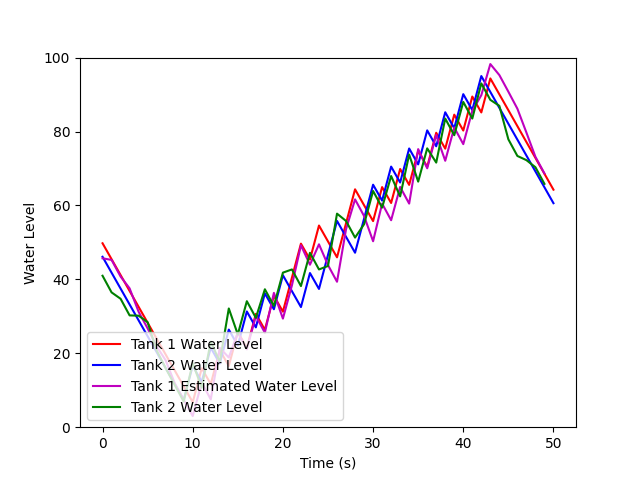 100
80
60
40
20
0
Water Level
Tank 1 Water Level
Tank 2 Water Level
Tank 1 Estimated Water Level
Tank 2 Water Level
0 10 20 30 40 50
Time (s)